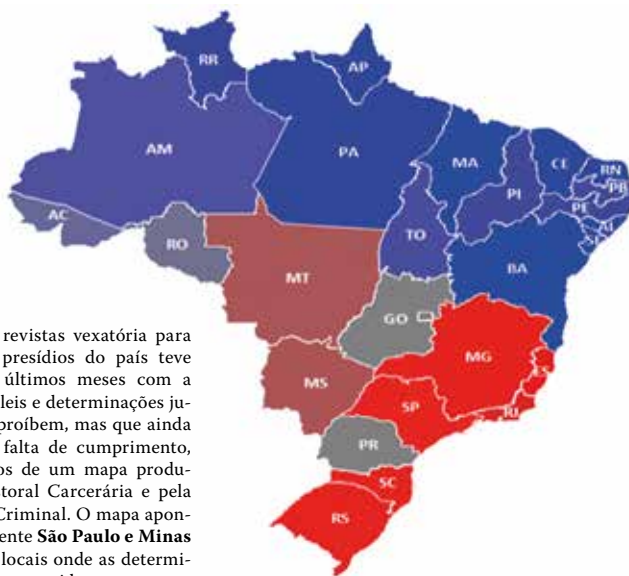 RR
AP
AM
PA
MA
CE
RN
PB
PI
PE
AC
AL
SE
TO
RO
BA
MT
GO
MG
ES
MS
SP
RJ
PR
SC
RS
revistas vexatória para
presídios do país teve
últimos meses com a
leis e determinações ju-
proíbem, mas que ainda
falta de cumprimento,
os de um mapa produ-
toral Carcerária e pela
Criminal. O mapa apon-
ente São Paulo e Minas
locais onde as determi-